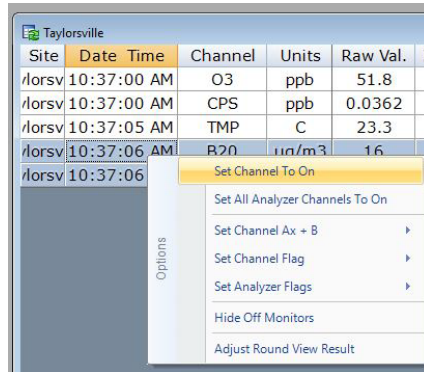 Taylorsville
Site Date Time Channel Units Raw Val.
lorsv 10:37:00 AM O3 ppb 51.8
lorsv 10:37:00 AM CPS ppb 0.0362
lorsv 10:37:05 AM TMP C 23.3
lorsv 10:37:06 AM B20 ug/m3 16
lorsv 10:37:06
Options
Set Channel To On
Set All Analyzer Channels To On
Set Channel Ax + B
Set Channel Flag
Set Analyzer Flags
Hide Off Monitors
Adjust Round View Result